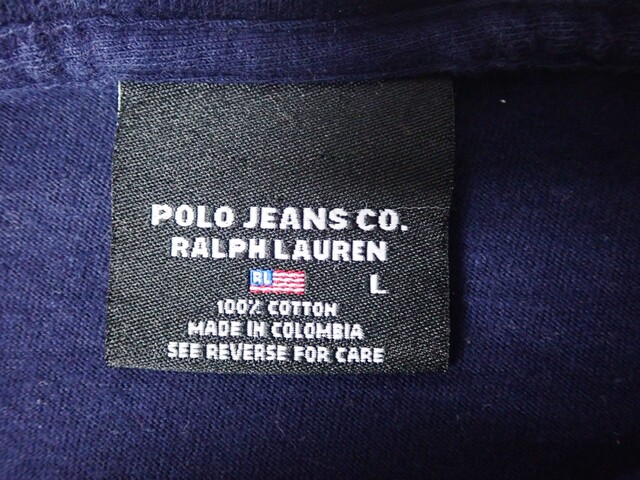 POLO JEANS CO.
RALPH LAUREN
RL L
100% COTTON
MADE IN COLOMBIA
SEE REVERSE FOR CARE